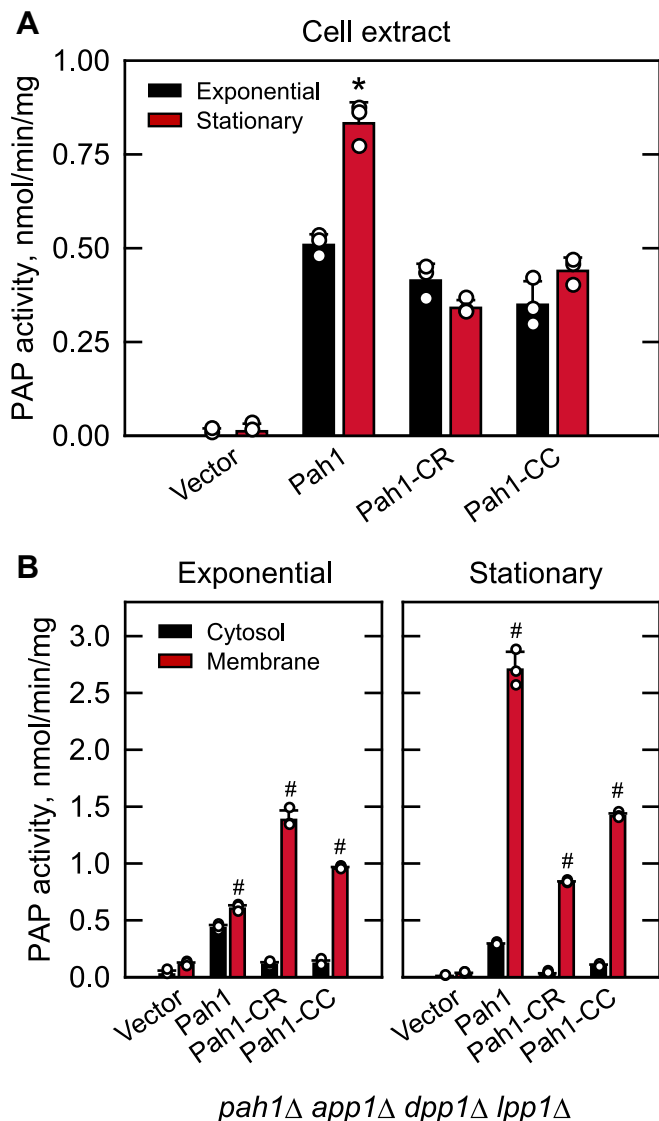 A
Cell extract
PAP activity, nmol/min/mg
1.00
0.75
0.50
0.25
0.00
Exponential
Stationary
*
Vector
Pah1
Pah1-CR
Pah1-CC
B
Exponential
Stationary
PAP activity, nmol/min/mg
3.0
2.5
2.0
1.5
1.0
0.5
0.0
Cytosol
Membrane
#
#
#
#
#
#
Vector
Pah1
Pah1-CR
Pah1-CC
Vector
Pah1
Pah1-CR
Pah1-CC
pah1Δ app1Δ dpp1Δ lpp1Δ